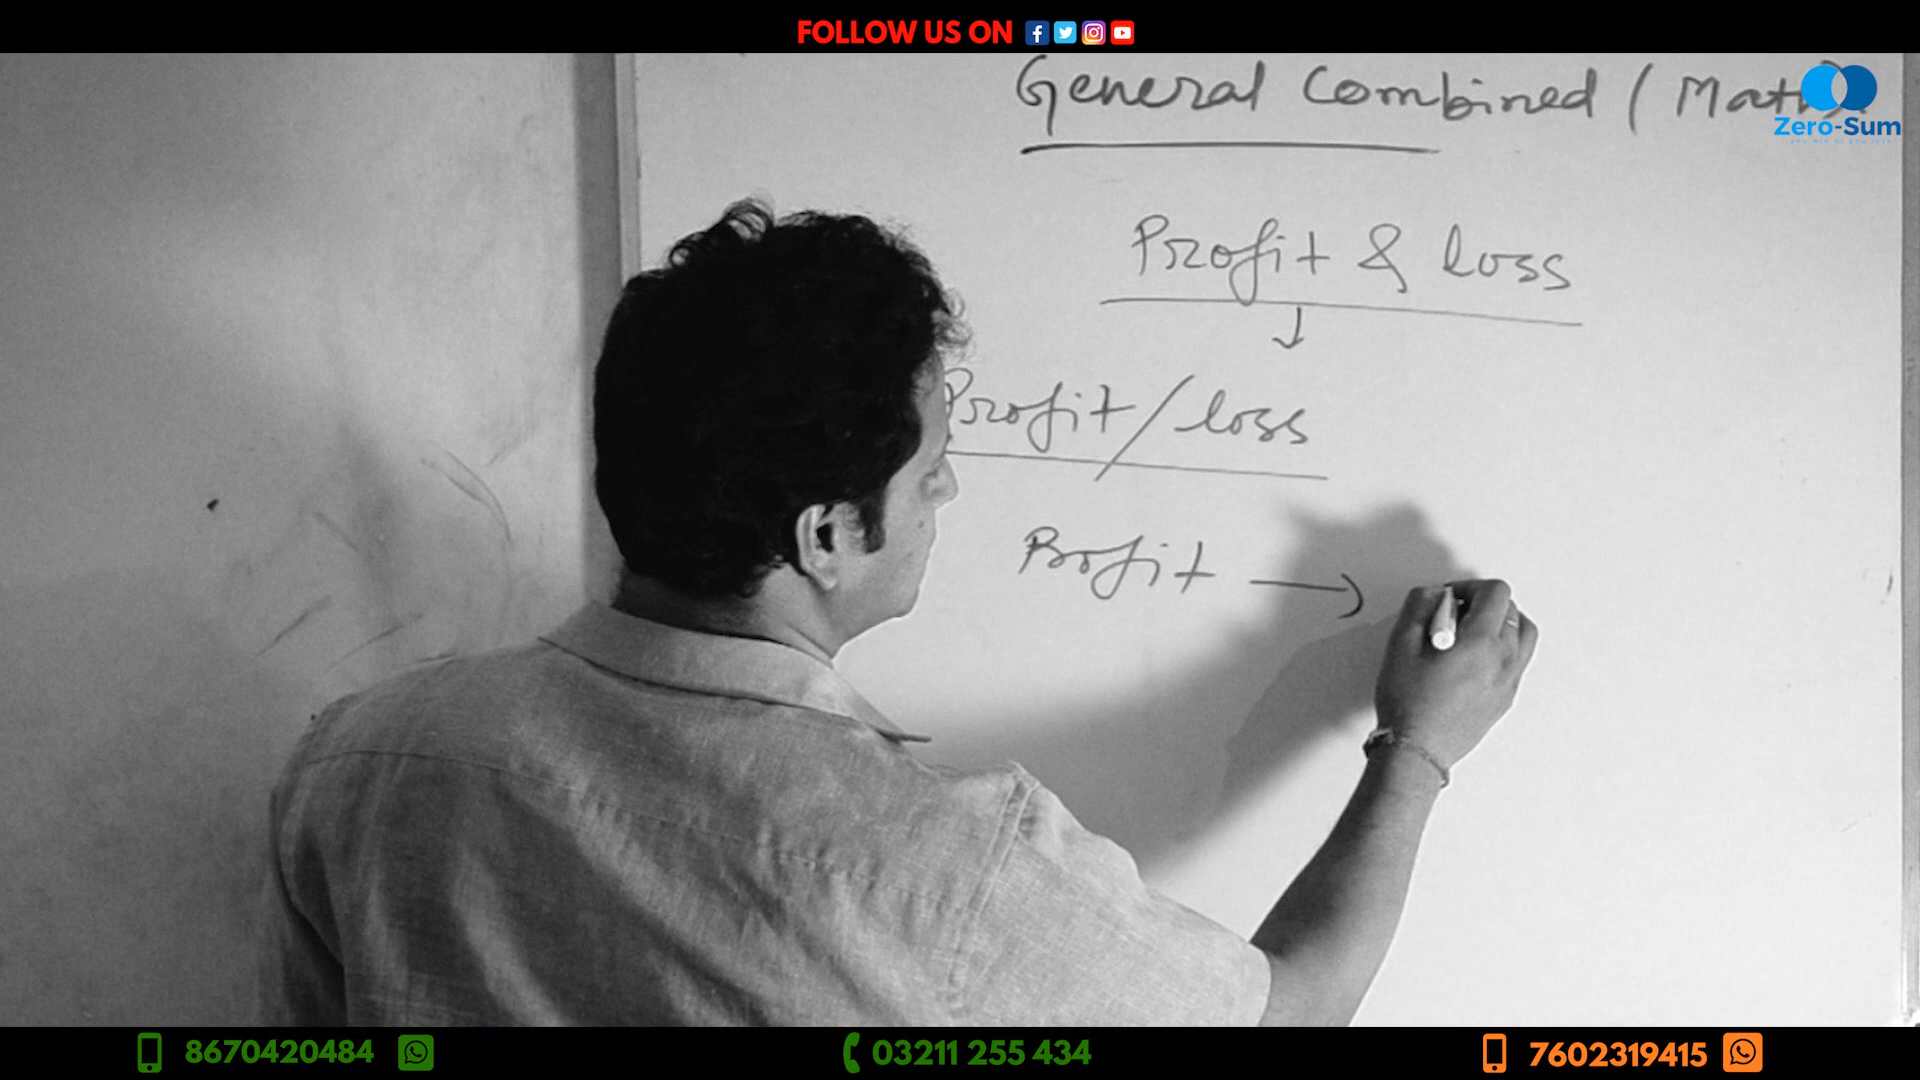 FOLLOW US ON
General Combined (Math)
Zero-Sum
Profit & loss
Profit/loss
Profit →
8670420484
03211 255 434
7602319415